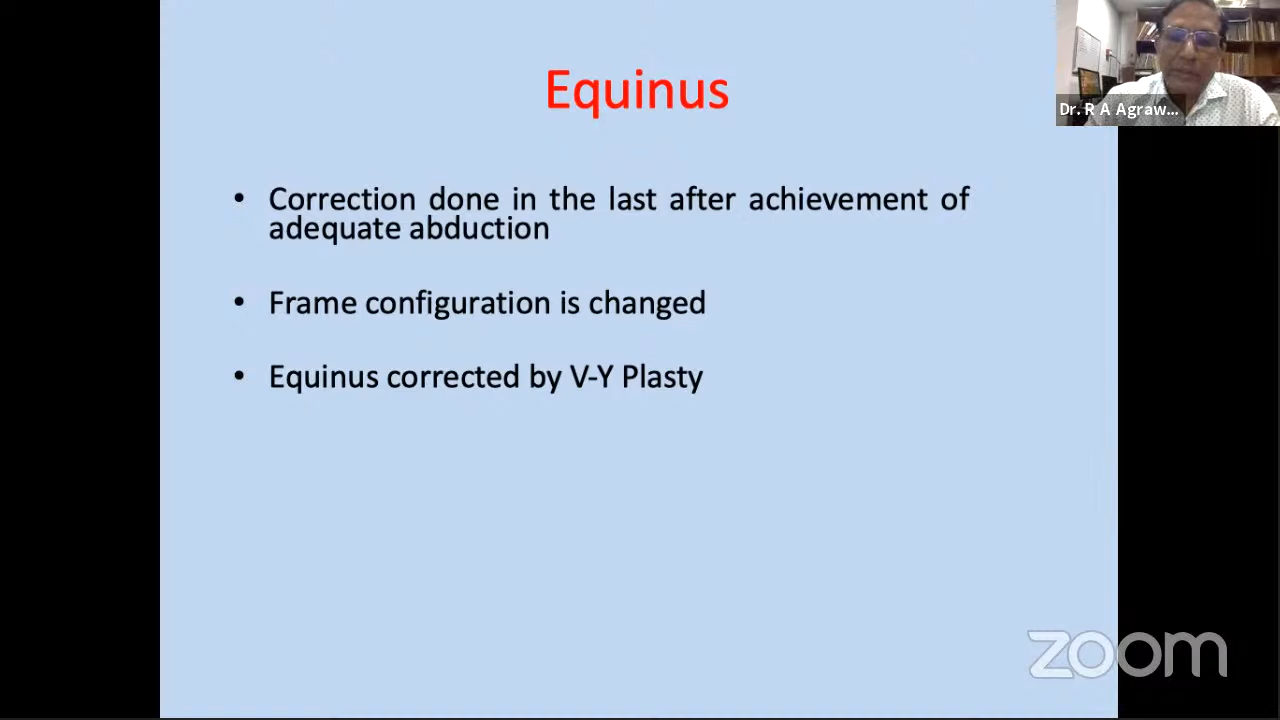 Equinus
Dr. R A Agraw...
• Correction done in the last after achievement of
adequate abduction
• Frame configuration is changed
• Equinus corrected by V-Y Plasty
zoom